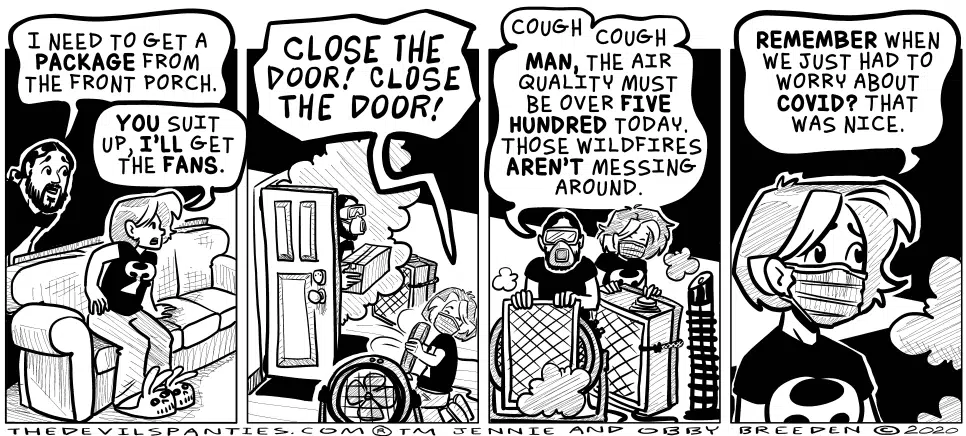 I NEED TO GET A
PACKAGE FROM
THE FRONT PORCH.
YOU SUIT
UP, I'LL GET
THE FANS.
CLOSE THE
DOOR! CLOSE
THE DOOR!
COUGH COUGH
MAN, THE AIR
QUALITY MUST
BE OVER FIVE
HUNDRED TODAY.
THOSE WILDFIRES
AREN'T MESSING
AROUND.
REMEMBER WHEN
WE JUST HAD TO
WORRY ABOUT
COVID? THAT
WAS NICE.
THEDEVILSPANTIES.COM ® TM JENNIE AND OBBY BREEDEN © 2020